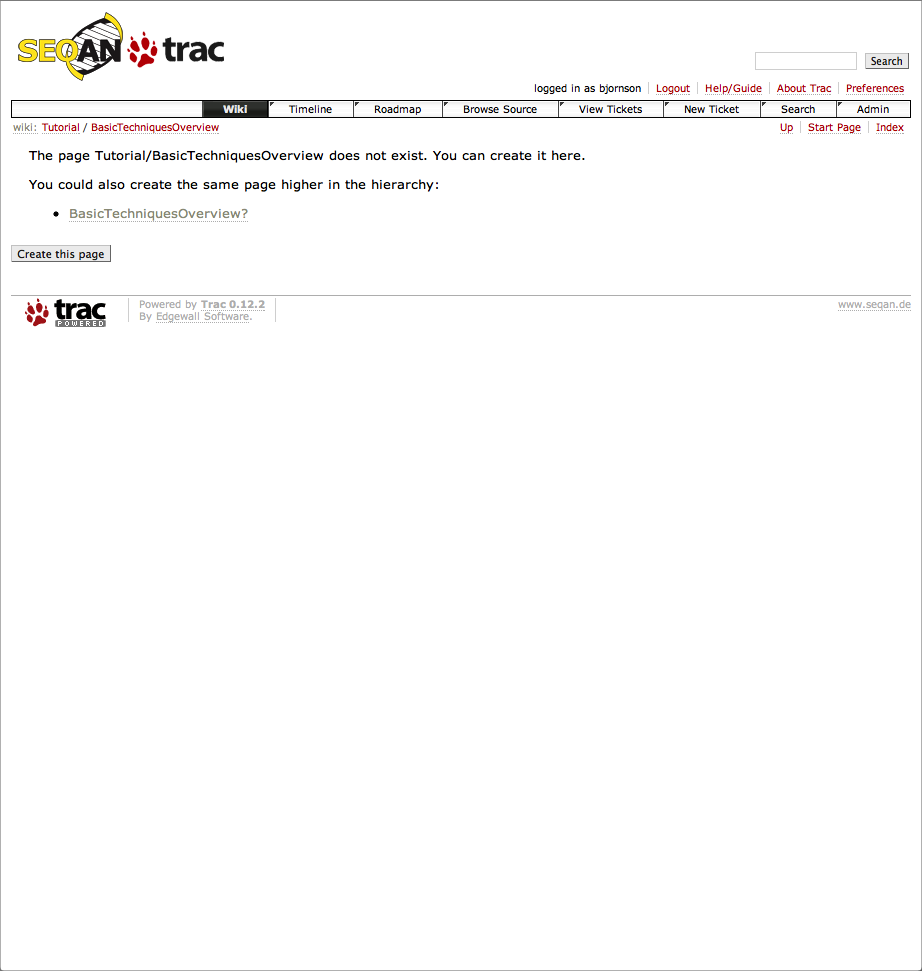 SEQAN trac
Search
logged in as bjornson Logout Help/Guide About Trac Preferences
Wiki Timeline Roadmap Browse Source View Tickets New Ticket Search Admin
wiki: Tutorial / BasicTechniquesOverview Up Start Page Index
The page Tutorial/BasicTechniquesOverview does not exist. You can create it here.
You could also create the same page higher in the hierarchy:
• BasicTechniquesOverview?
Create this page
trac POWERED
Powered by Trac 0.12.2
By Edgewall Software.
www.seqan.de